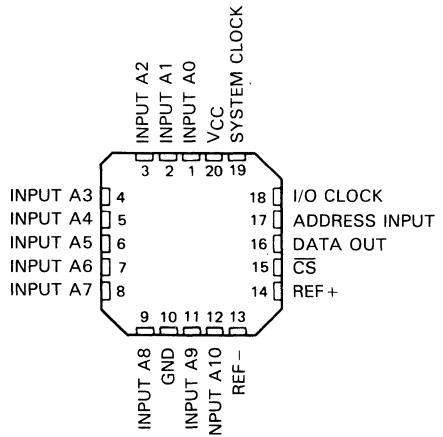 INPUT A2
INPUT A1
INPUT A0
VCC
SYSTEM CLOCK
3
2
1
20
19
INPUT A3 4
INPUT A4 5
INPUT A5 6
INPUT A6 7
INPUT A7 8
18 I/O CLOCK
17 ADDRESS INPUT
16 DATA OUT
15 C̅S̅
14 REF+
9
10
11
12
13
INPUT A8
GND
INPUT A9
NPUT A10
REF−